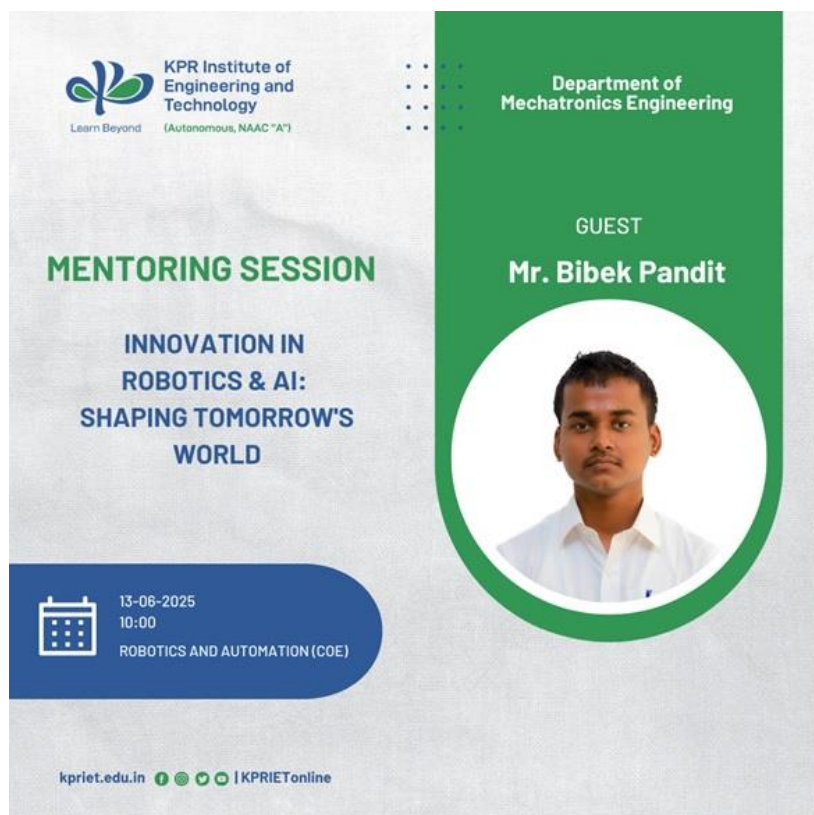 KPR Institute of
Engineering and
Technology
Learn Beyond
(Autonomous, NAAC "A")
Department of
Mechatronics Engineering
GUEST
Mr. Bibek Pandit
MENTORING SESSION
INNOVATION IN
ROBOTICS & AI:
SHAPING TOMORROW'S
WORLD
13-06-2025
10:00
ROBOTICS AND AUTOMATION (COE)
kpriet.edu.in | KPRIETonline